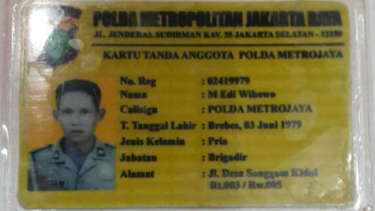 POLDA METROPOLITAN JAKARTA RAYA
JL. JENDERAL SUDIRMAN KAV. 55 JAKARTA SELATAN - 12190
KARTU TANDA ANGGOTA POLDA METROJAYA
No. Reg : 02419979
Nama : M Edi Wibowo
Callsign : POLDA METROJAYA
T. Tanggal Lahir : Brebes, 03 Juni 1979
Jenis Kelamin : Pria
Jabatan : Brigadir
Alamat : Jl. Desa Songgom Kidul
Rt.003 / Rw.005